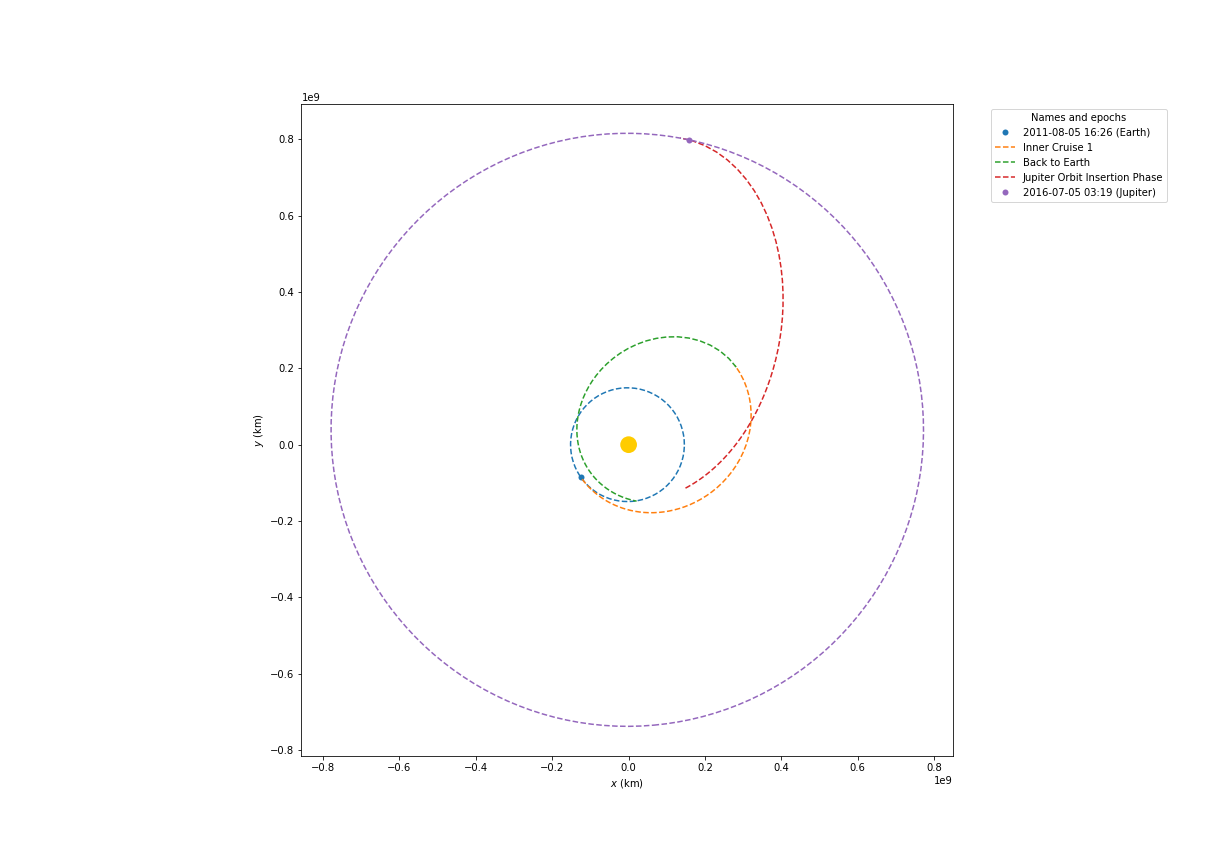 1e9
Names and epochs
2011-08-05 16:26 (Earth)
Inner Cruise 1
Back to Earth
Jupiter Orbit Insertion Phase
2016-07-05 03:19 (Jupiter)
0.8
0.6
0.4
0.2
0.0
−0.2
−0.4
−0.6
−0.8
y (km)
−0.8 −0.6 −0.4 −0.2 0.0 0.2 0.4 0.6 0.8
1e9
x (km)